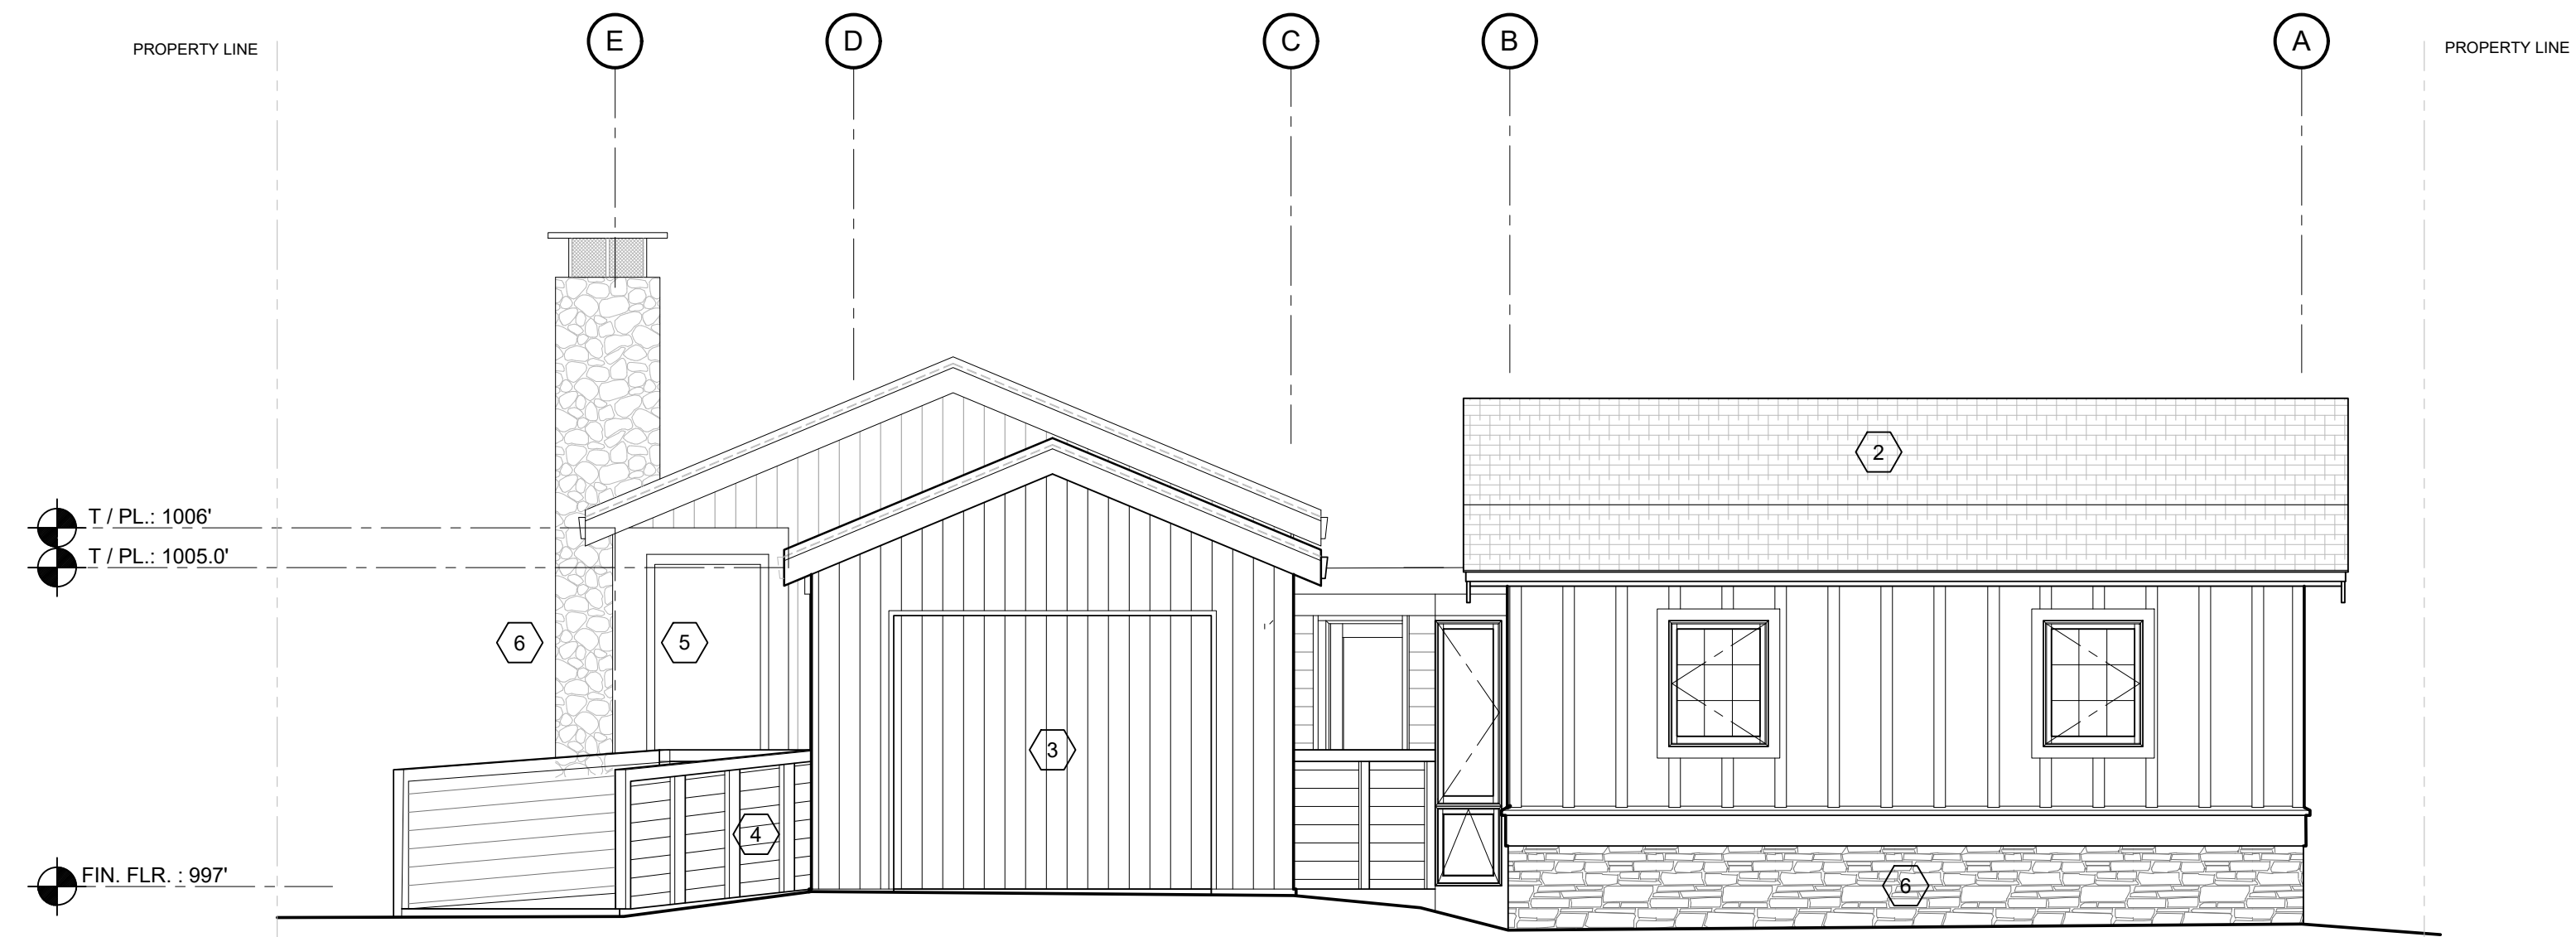 PROPERTY LINE
E
D
C
B
A
PROPERTY LINE
2
T / PL.: 1006'
T / PL.: 1005.0'
6
5
3
4
FIN. FLR. : 997'
6